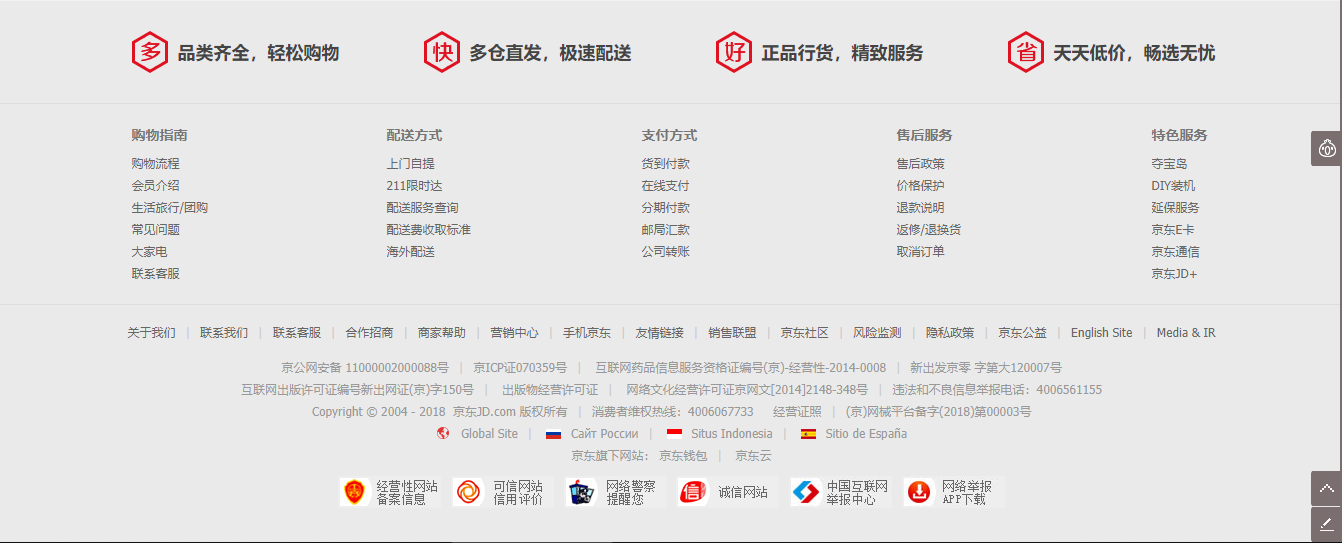 多 品类齐全，轻松购物 快 多仓直发，极速配送 好 正品行货，精致服务 省 天天低价，畅选无忧
购物指南 配送方式 支付方式 售后服务 特色服务
购物流程 上门自提 货到付款 售后政策 夺宝岛
会员介绍 211限时达 在线支付 价格保护 DIY装机
生活旅行/团购 配送服务查询 分期付款 退款说明 延保服务
常见问题 配送费收取标准 邮局汇款 返修/退换货 京东E卡
大家电 海外配送 公司转账 取消订单 京东通信
联系客服 京东JD+
关于我们 | 联系我们 | 联系客服 | 合作招商 | 商家帮助 | 营销中心 | 手机京东 | 友情链接 | 销售联盟 | 京东社区 | 风险监测 | 隐私政策 | 京东公益 | English Site | Media & IR
京公网安备 11000002000088号 | 京ICP证070359号 | 互联网药品信息服务资格证编号(京)-经营性-2014-0008 | 新出发京零 字第大120007号
互联网出版许可证编号新出网证(京)字150号 | 出版物经营许可证 | 网络文化经营许可证京网文[2014]2148-348号 | 违法和不良信息举报电话：4006561155
Copyright © 2004 - 2018 京东JD.com 版权所有 | 消费者维权热线：4006067733 经营证照 | (京)网械平台备字(2018)第00003号
Global Site | Сайт России | Situs Indonesia | Sitio de España
京东旗下网站： 京东钱包 | 京东云
经营性网站 可信网站 网络警察 信 诚信网站 中国互联网 网络举报
备案信息 信用评价 提醒您 举报中心 APP下载